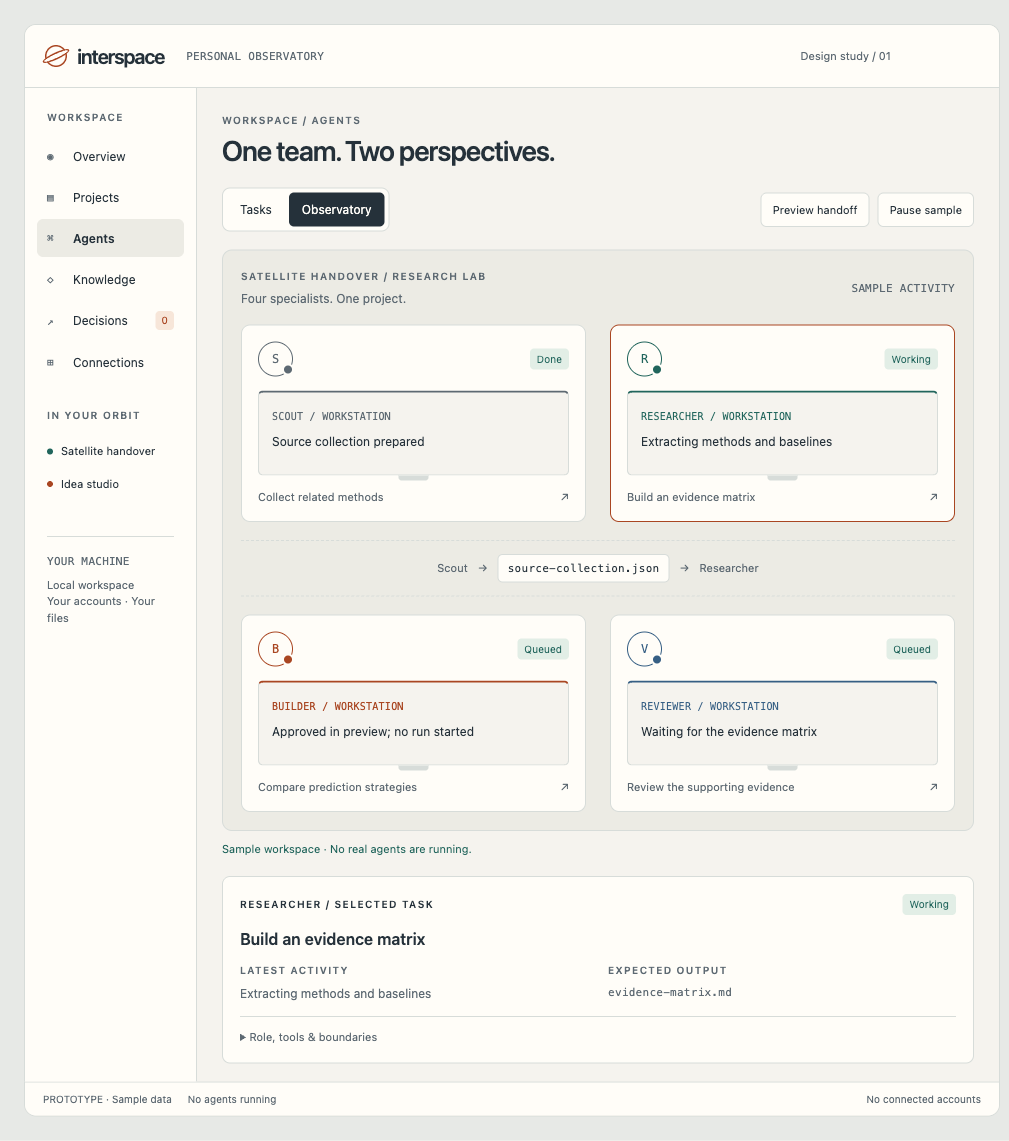 interspace
PERSONAL OBSERVATORY
Design study / 01
WORKSPACE
Overview
Projects
Agents
Knowledge
Decisions 0
Connections
IN YOUR ORBIT
Satellite handover
Idea studio
YOUR MACHINE
Local workspace
Your accounts · Your
files
WORKSPACE / AGENTS
One team. Two perspectives.
Tasks Observatory
Preview handoff Pause sample
SATELLITE HANDOVER / RESEARCH LAB
Four specialists. One project.
SAMPLE ACTIVITY
S Done
SCOUT / WORKSTATION
Source collection prepared
Collect related methods ↗
R Working
RESEARCHER / WORKSTATION
Extracting methods and baselines
Build an evidence matrix ↗
Scout → source-collection.json → Researcher
B Queued
BUILDER / WORKSTATION
Approved in preview; no run started
Compare prediction strategies ↗
V Queued
REVIEWER / WORKSTATION
Waiting for the evidence matrix
Review the supporting evidence ↗
Sample workspace · No real agents are running.
RESEARCHER / SELECTED TASK
Working
Build an evidence matrix
LATEST ACTIVITY
Extracting methods and baselines
EXPECTED OUTPUT
evidence-matrix.md
Role, tools & boundaries
PROTOTYPE · Sample data No agents running
No connected accounts